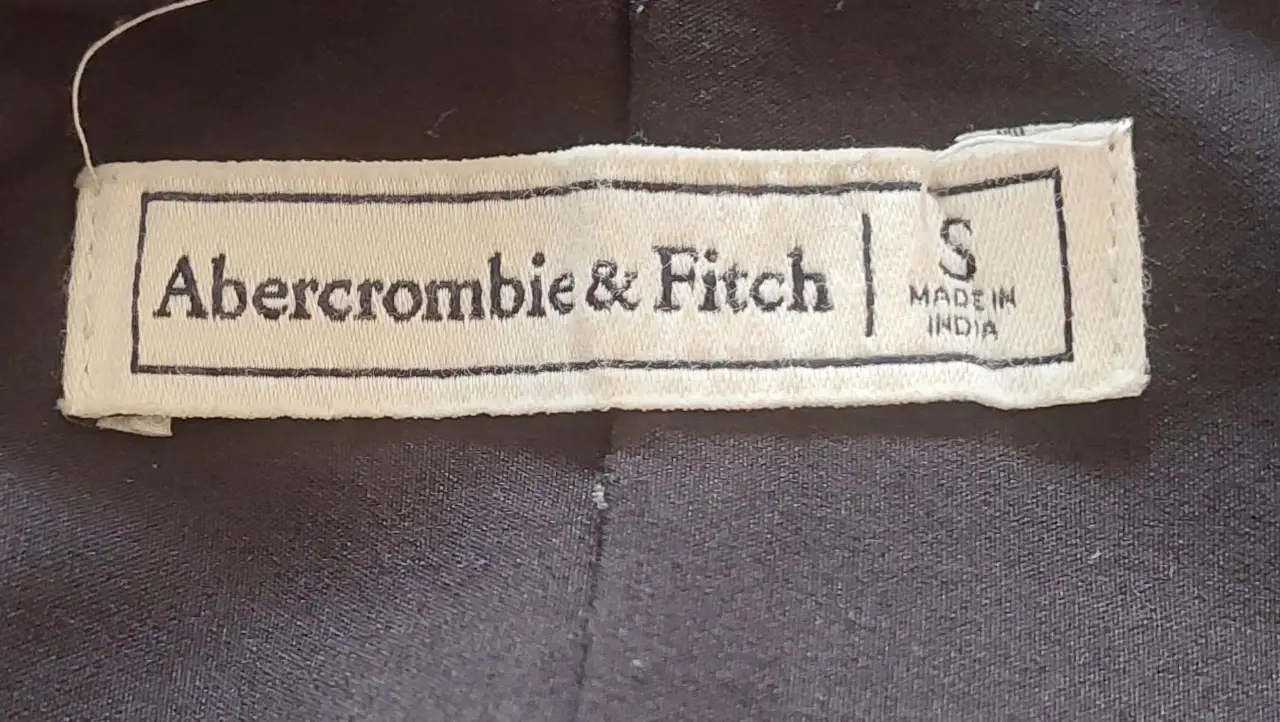 Abercrombie & Fitch
S
MADE IN
INDIA